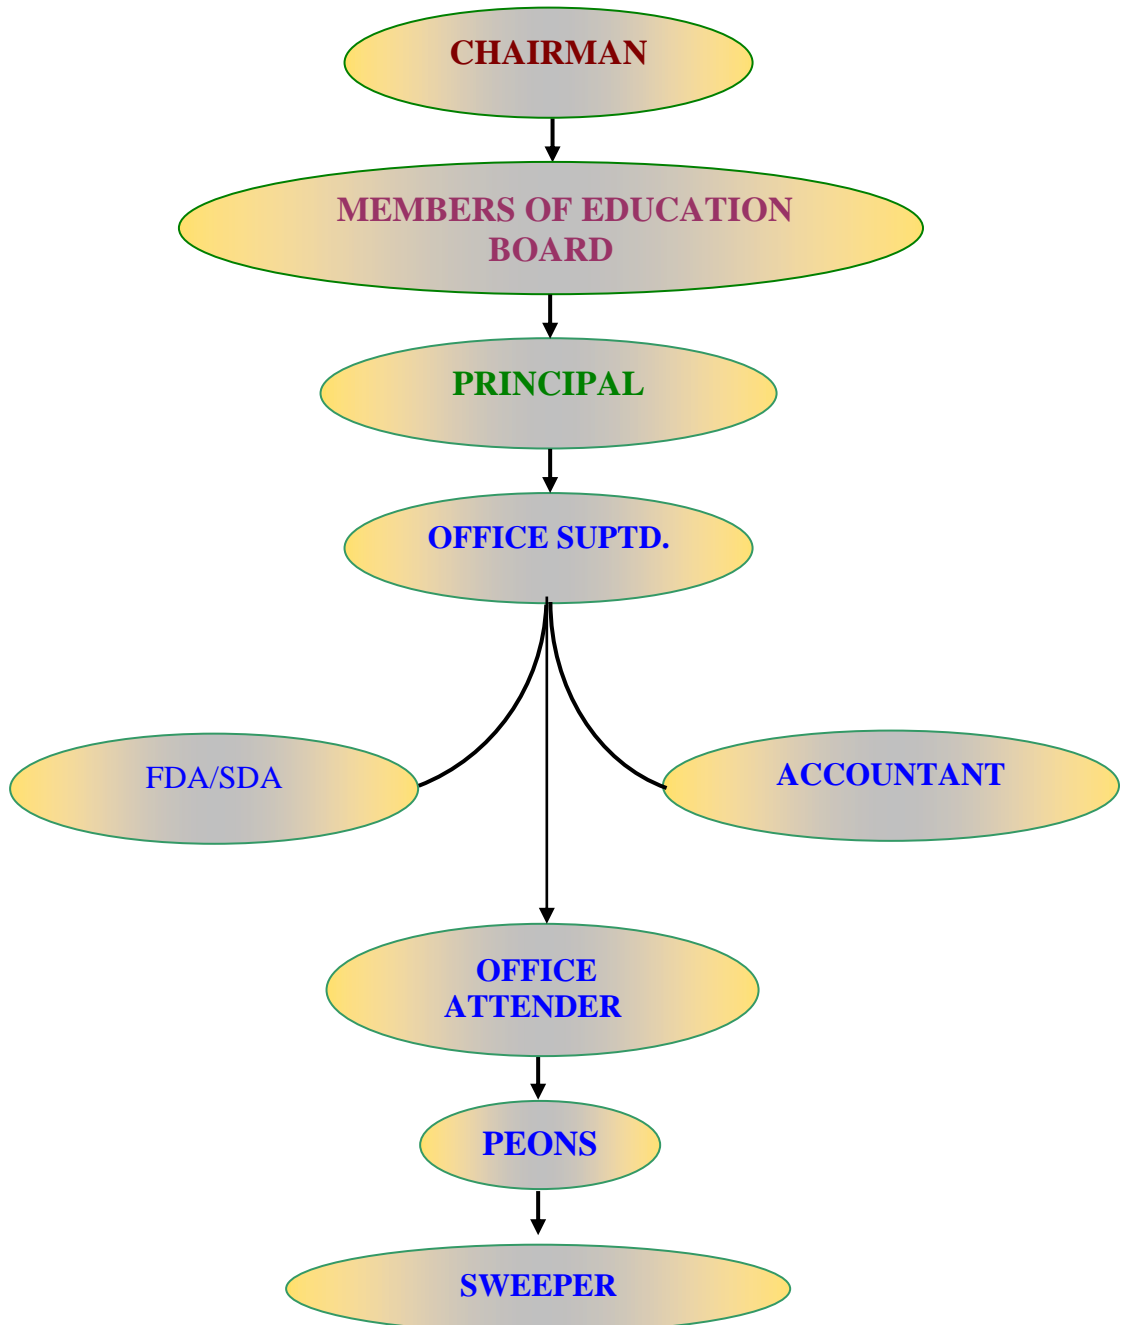 CHAIRMAN
MEMBERS OF EDUCATION
BOARD
PRINCIPAL
OFFICE SUPTD.
FDA/SDA
ACCOUNTANT
OFFICE
ATTENDER
PEONS
SWEEPER